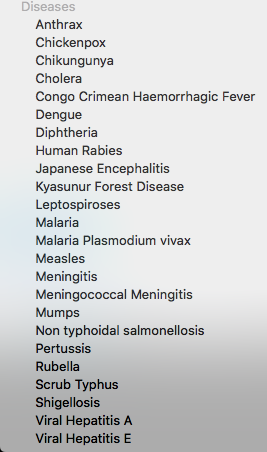 Diseases
Anthrax
Chickenpox
Chikungunya
Cholera
Congo Crimean Haemorrhagic Fever
Dengue
Diphtheria
Human Rabies
Japanese Encephalitis
Kyasunur Forest Disease
Leptospiroses
Malaria
Malaria Plasmodium vivax
Measles
Meningitis
Meningococcal Meningitis
Mumps
Non typhoidal salmonellosis
Pertussis
Rubella
Scrub Typhus
Shigellosis
Viral Hepatitis A
Viral Hepatitis E